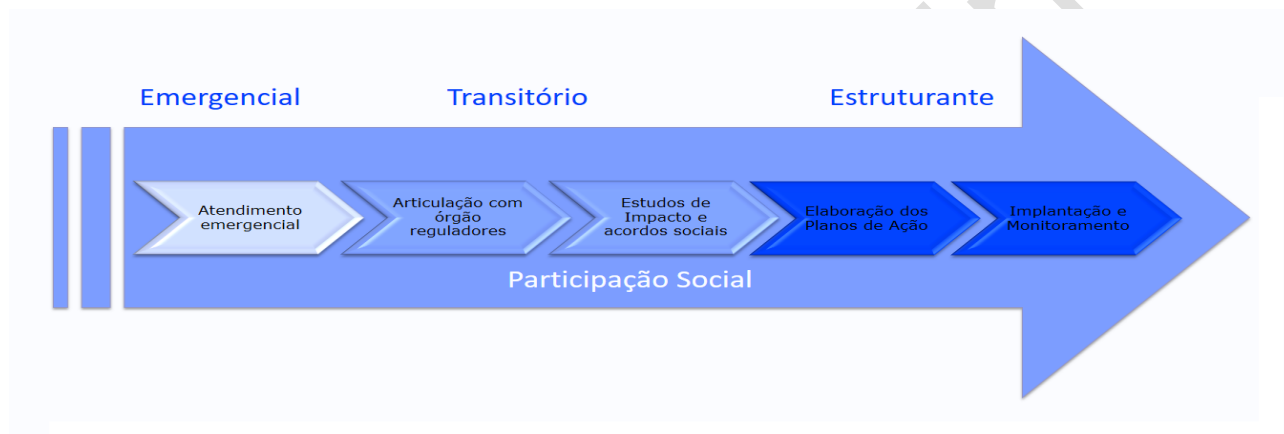 Emergencial Transitório Estruturante
Atendimento
emergencial
Articulação com
órgão
reguladores
Estudos de
Impacto e
acordos sociais
Elaboração dos
Planos de Ação
Implantação e
Monitoramento
Participação Social